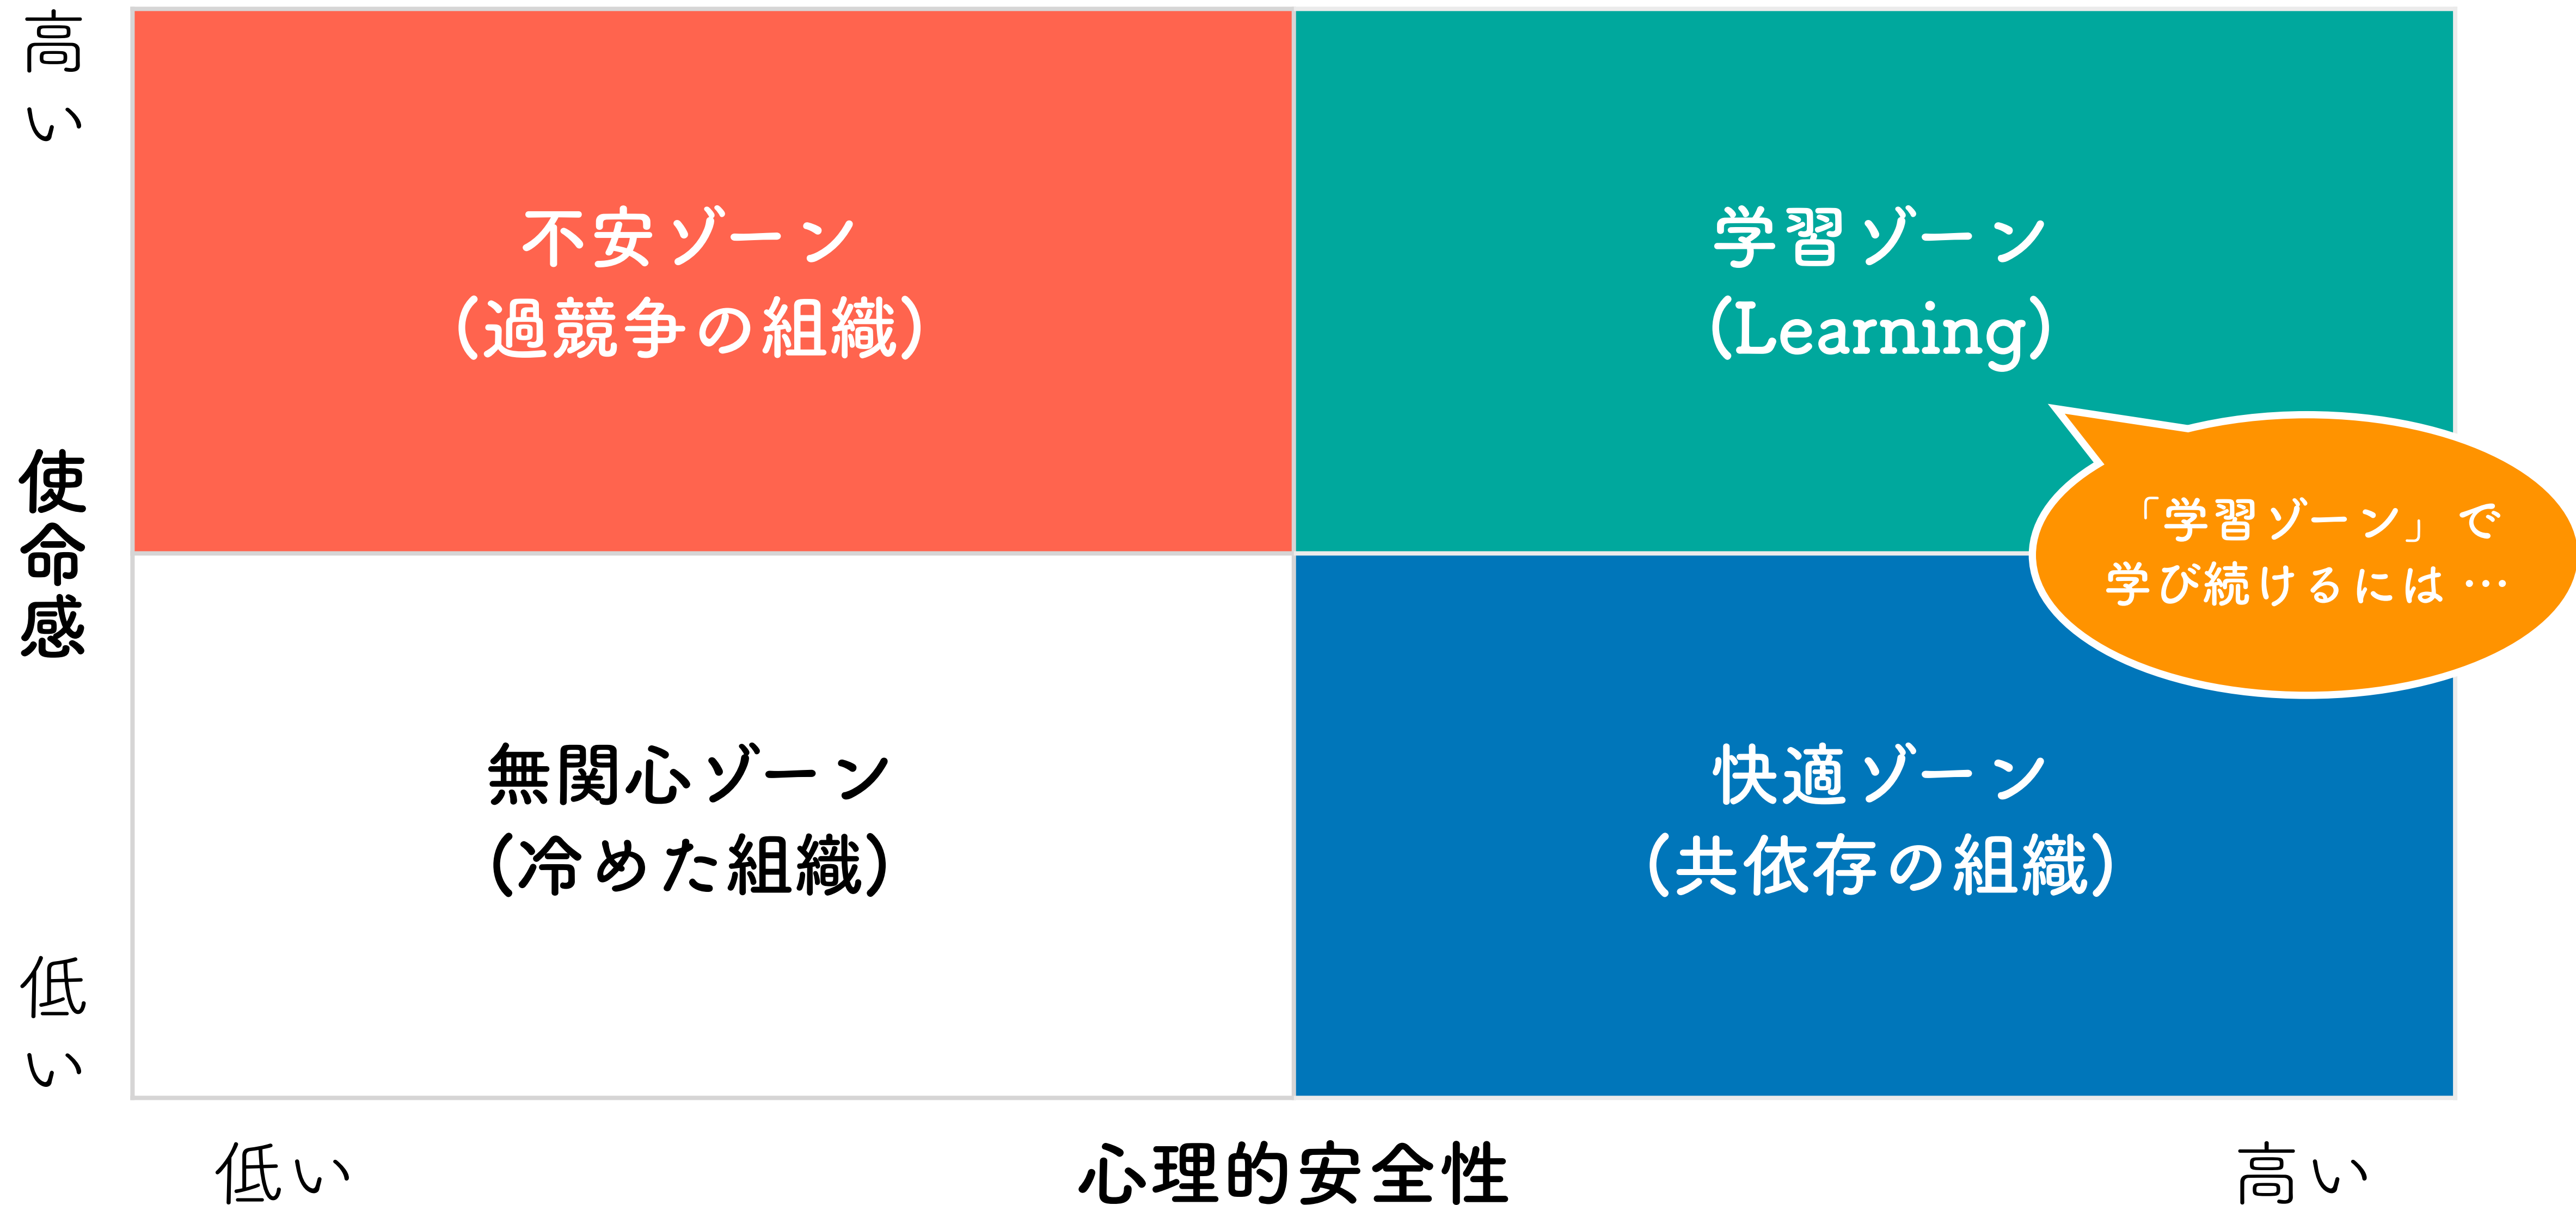 高い
不安ゾーン
(過競争の組織)
学習ゾーン
(Learning)
使命感
「学習ゾーン」で
学び続けるには…
無関心ゾーン
(冷めた組織)
快適ゾーン
(共依存の組織)
低い
低い
心理的安全性
高い